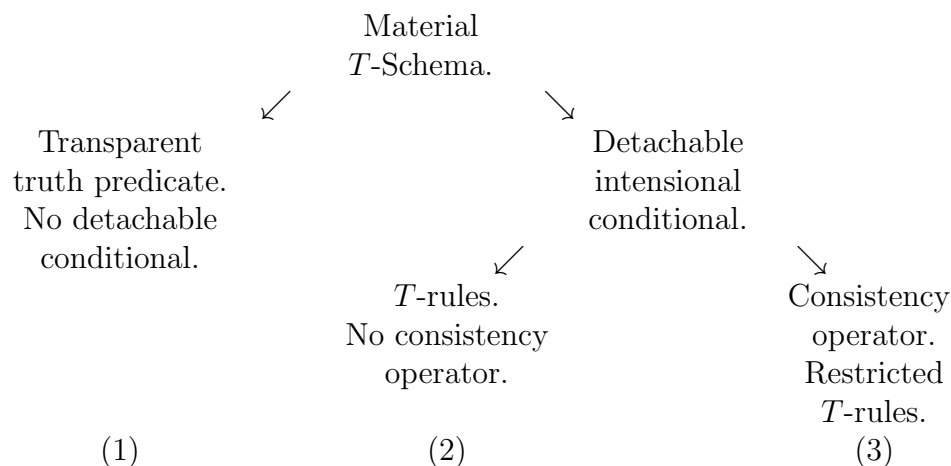 Material
T-Schema.
Transparent
truth predicate.
No detachable
conditional.
Detachable
intensional
conditional.
T-rules.
No consistency
operator.
Consistency
operator.
Restricted
T-rules.
(1)
(2)
(3)